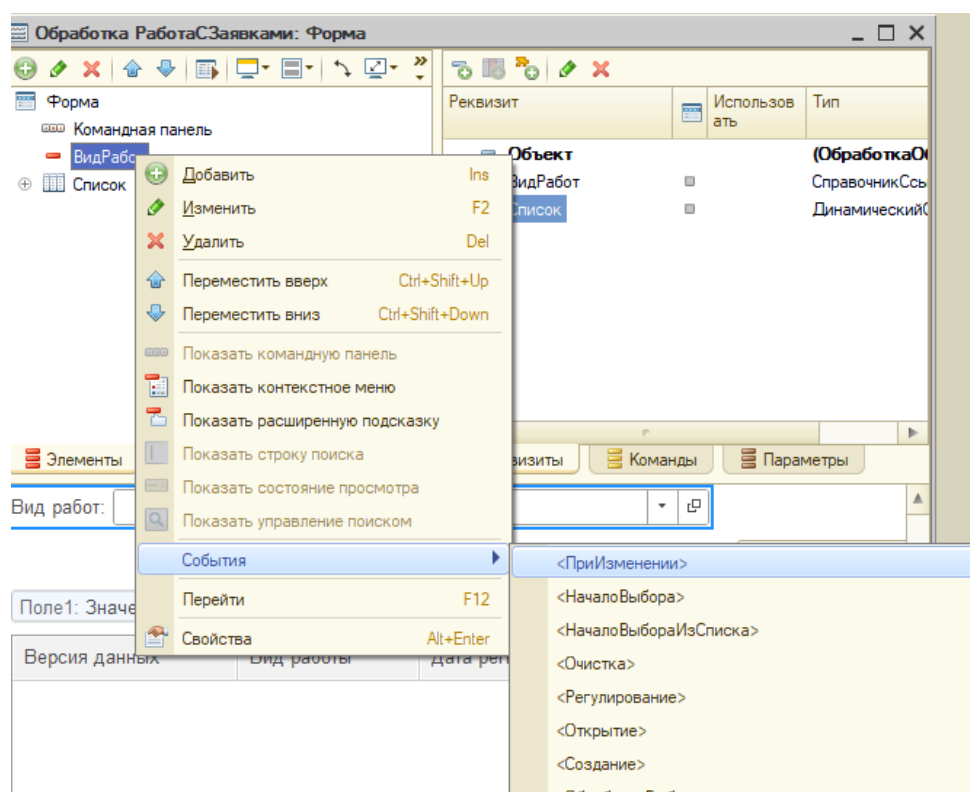 Обработка РаботаСЗаявками: Форма
Форма
Командная панель
ВидРабо
Список
Реквизит
Использов
ать
Тип
Объект
(ОбработкаО
ВидРабот
СправочникСсы
Список
Динамический
Добавить Ins
Изменить F2
Удалить Del
Переместить вверх Ctrl+Shift+Up
Переместить вниз Ctrl+Shift+Down
Показать командную панель
Показать контекстное меню
Показать расширенную подсказку
Показать строку поиска
Показать состояние просмотра
Показать управление поиском
События
Перейти F12
Свойства Alt+Enter
Элементы
визиты
Команды
Параметры
Вид работ:
<ПриИзменении>
<НачалоВыбора>
<НачалоВыбораИзСписка>
<Очистка>
<Регулирование>
<Открытие>
<Создание>
Поле1: Значе
Версия данных
Вид работы
Дата рег